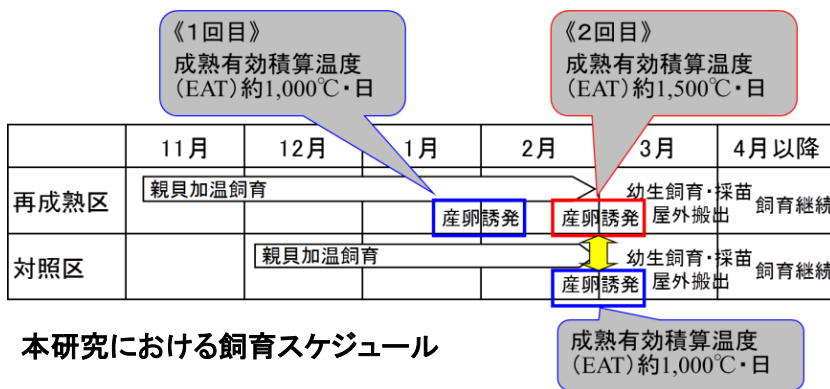 《1回目》
成熟有効積算温度
(EAT)約1,000℃・日
《2回目》
成熟有効積算温度
(EAT)約1,500℃・日
11月 12月 1月 2月 3月 4月以降
再成熟区
親貝加温飼育
産卵誘発
産卵誘発
幼生飼育・採苗
屋外搬出
飼育継続
対照区
親貝加温飼育
産卵誘発
幼生飼育・採苗
屋外搬出
飼育継続
本研究における飼育スケジュール
成熟有効積算温度
(EAT)約1,000℃・日